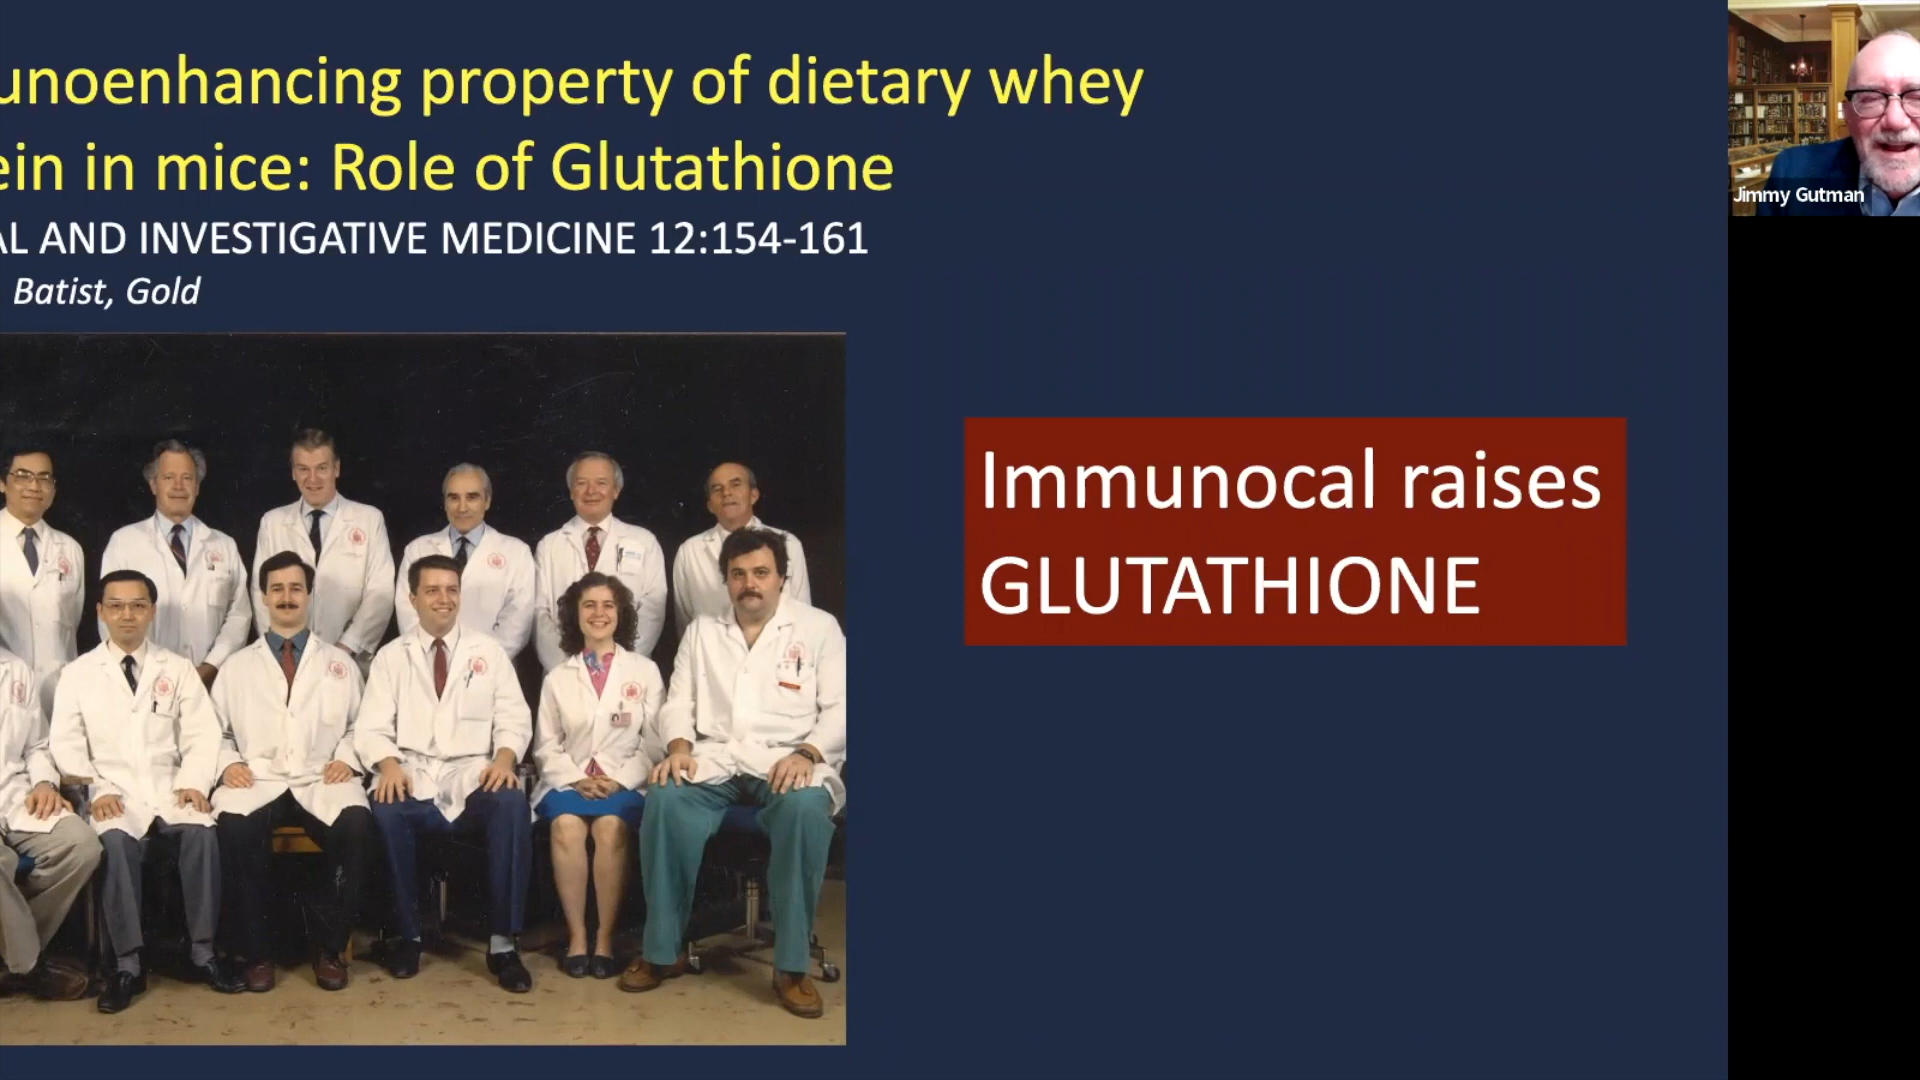 unoenhancing property of dietary whey
ein in mice: Role of Glutathione
AL AND INVESTIGATIVE MEDICINE 12:154-161
Batist, Gold
Immunocal raises
GLUTATHIONE
Jimmy Gutman